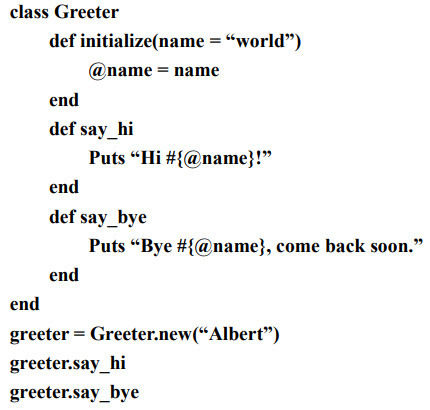 class Greeter
def initialize(name = “world”)
@name = name
end
def say_hi
Puts “Hi #{@name}!”
end
def say_bye
Puts “Bye #{@name}, come back soon.”
end
end
greeter = Greeter.new(“Albert”)
greeter.say_hi
greeter.say_bye